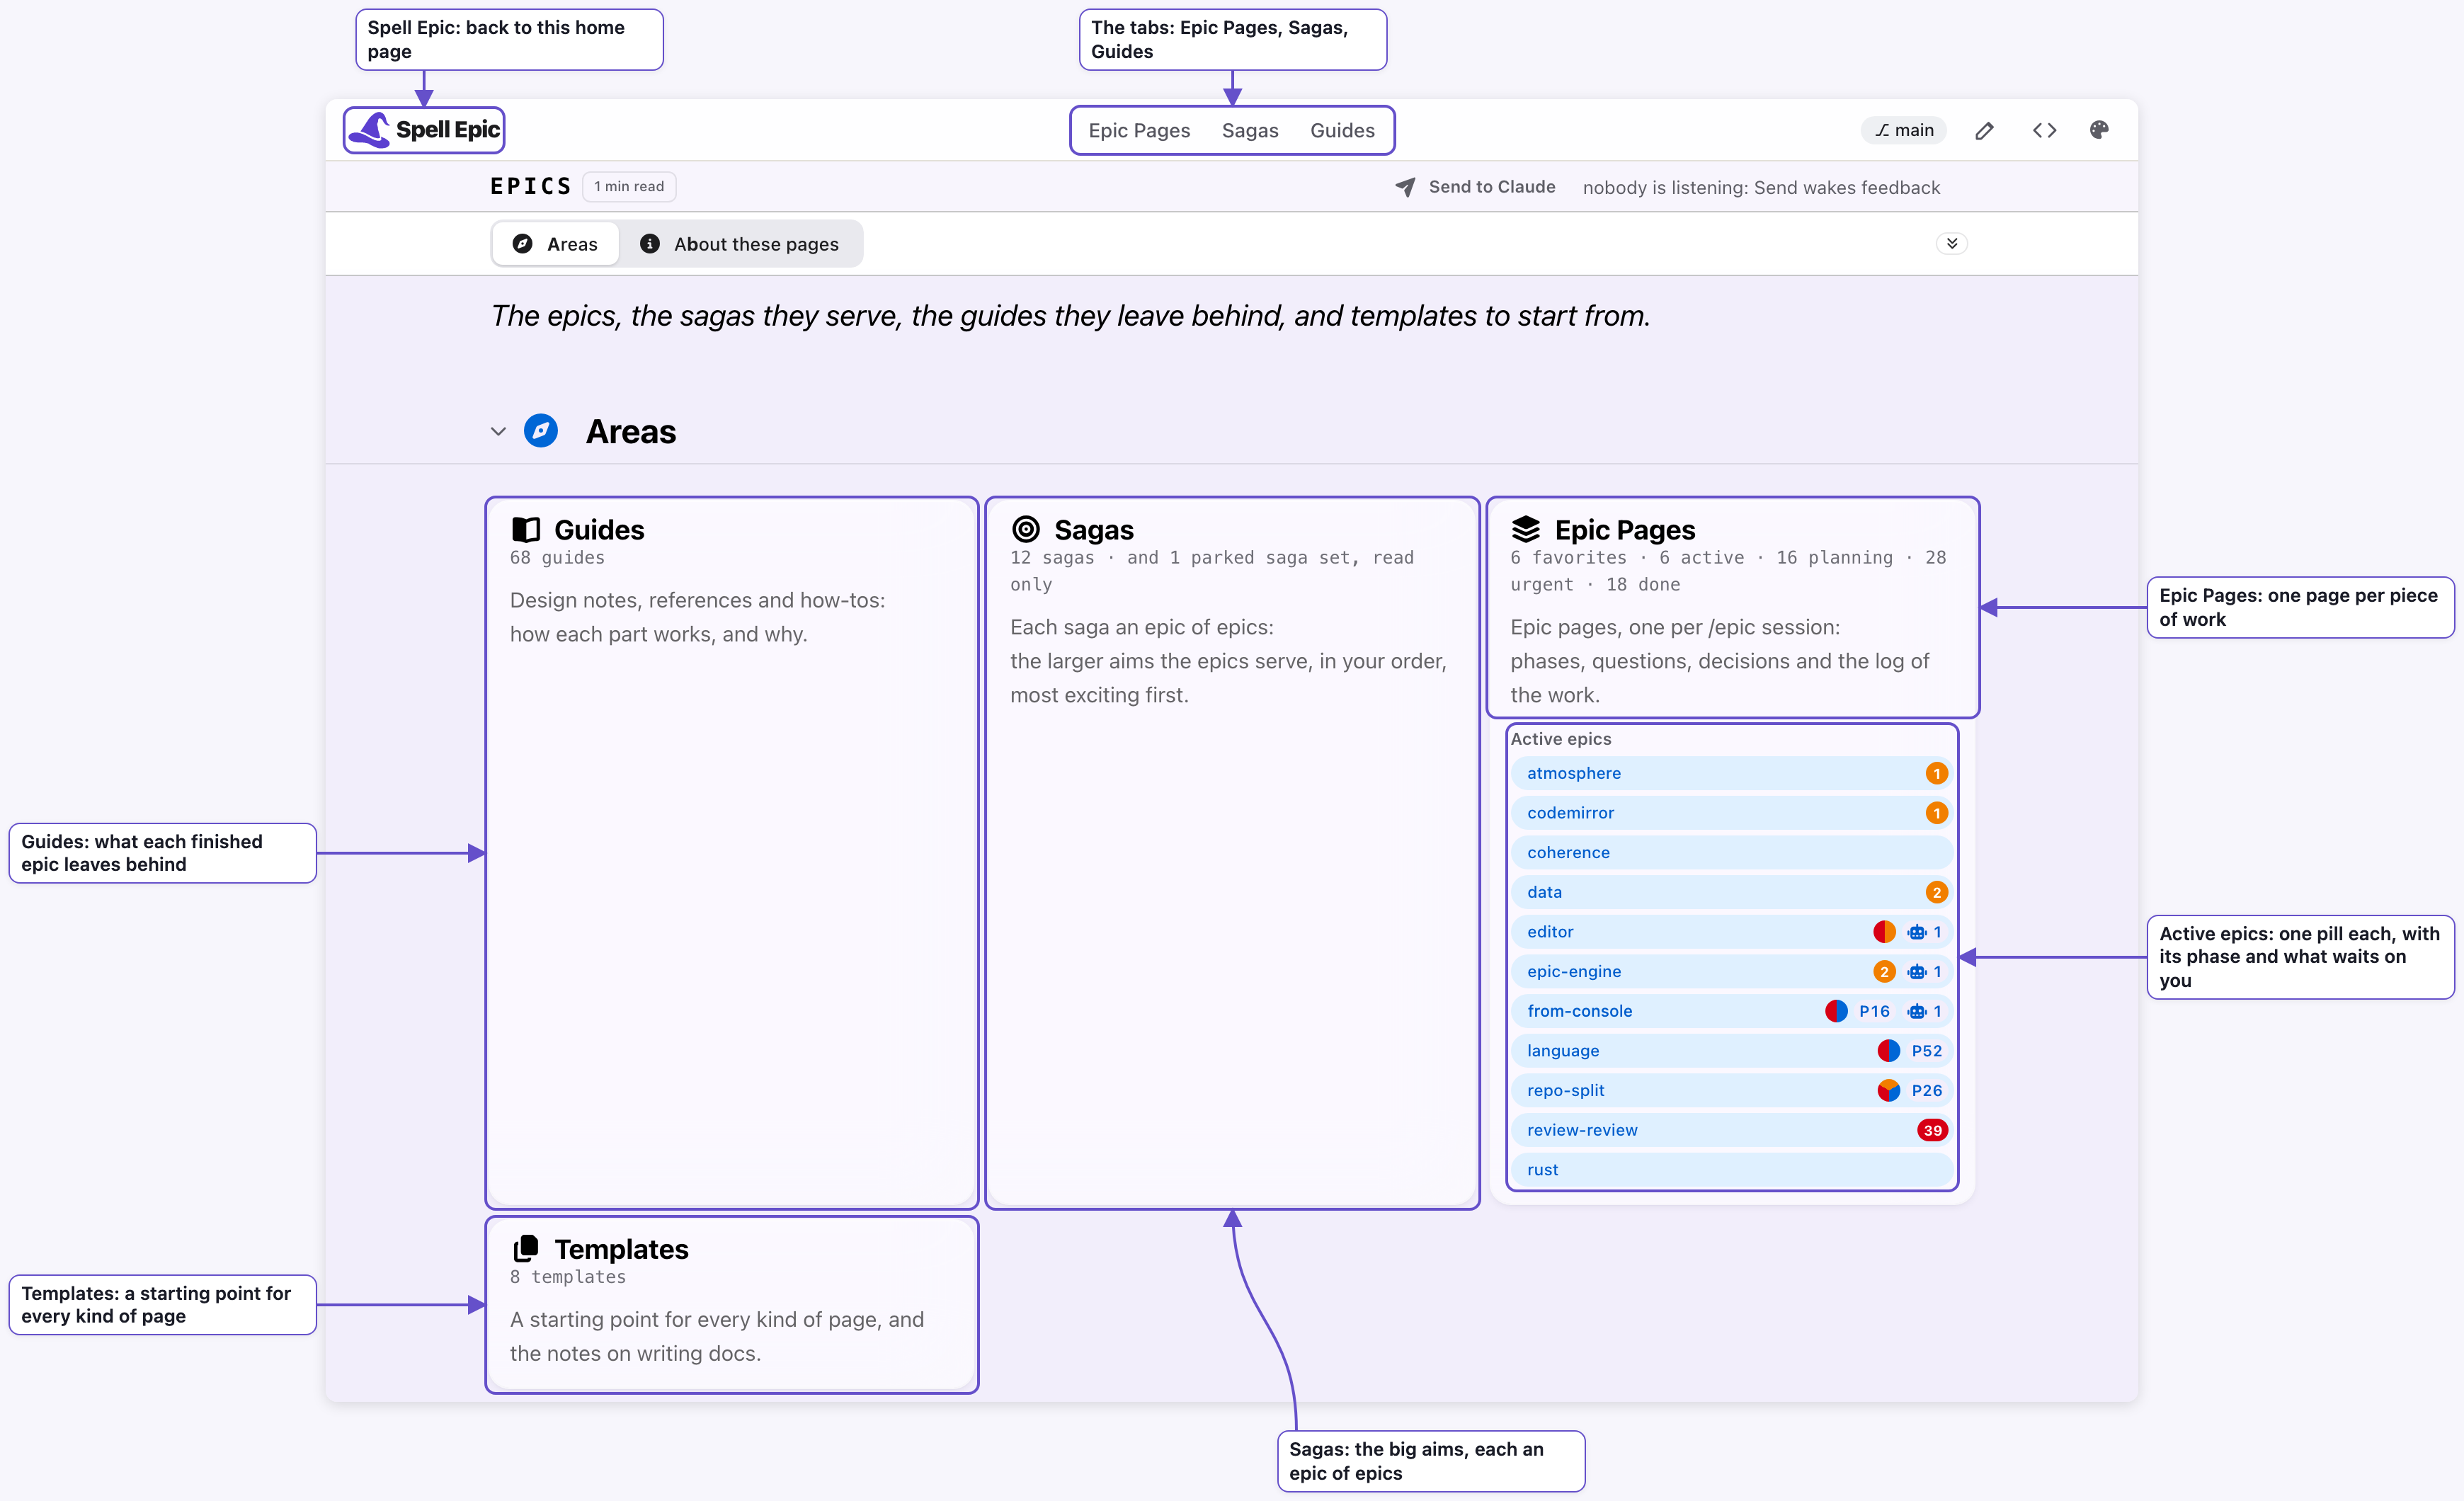 Spell Epic: back to this home
page
The tabs: Epic Pages, Sagas,
Guides
Spell Epic
Epic Pages Sagas Guides
main
EPICS 1 min read
Send to Claude nobody is listening: Send wakes feedback
Areas About these pages
The epics, the sagas they serve, the guides they leave behind, and templates to start from.
Areas
Guides
68 guides
Design notes, references and how-tos:
how each part works, and why.
Sagas
12 sagas · and 1 parked saga set, read
only
Each saga an epic of epics:
the larger aims the epics serve, in your order,
most exciting first.
Epic Pages
6 favorites · 6 active · 16 planning · 28
urgent · 18 done
Epic pages, one per /epic session:
phases, questions, decisions and the log of
the work.
Epic Pages: one page per piece
of work
Active epics
atmosphere 1
codemirror 1
coherence
data 2
editor 1
epic-engine 2 1
from-console P16 1
language P52
repo-split P26
review-review 39
rust
Guides: what each finished
epic leaves behind
Active epics: one pill each, with
its phase and what waits on
you
Templates
8 templates
A starting point for every kind of page, and
the notes on writing docs.
Templates: a starting point for
every kind of page
Sagas: the big aims, each an
epic of epics